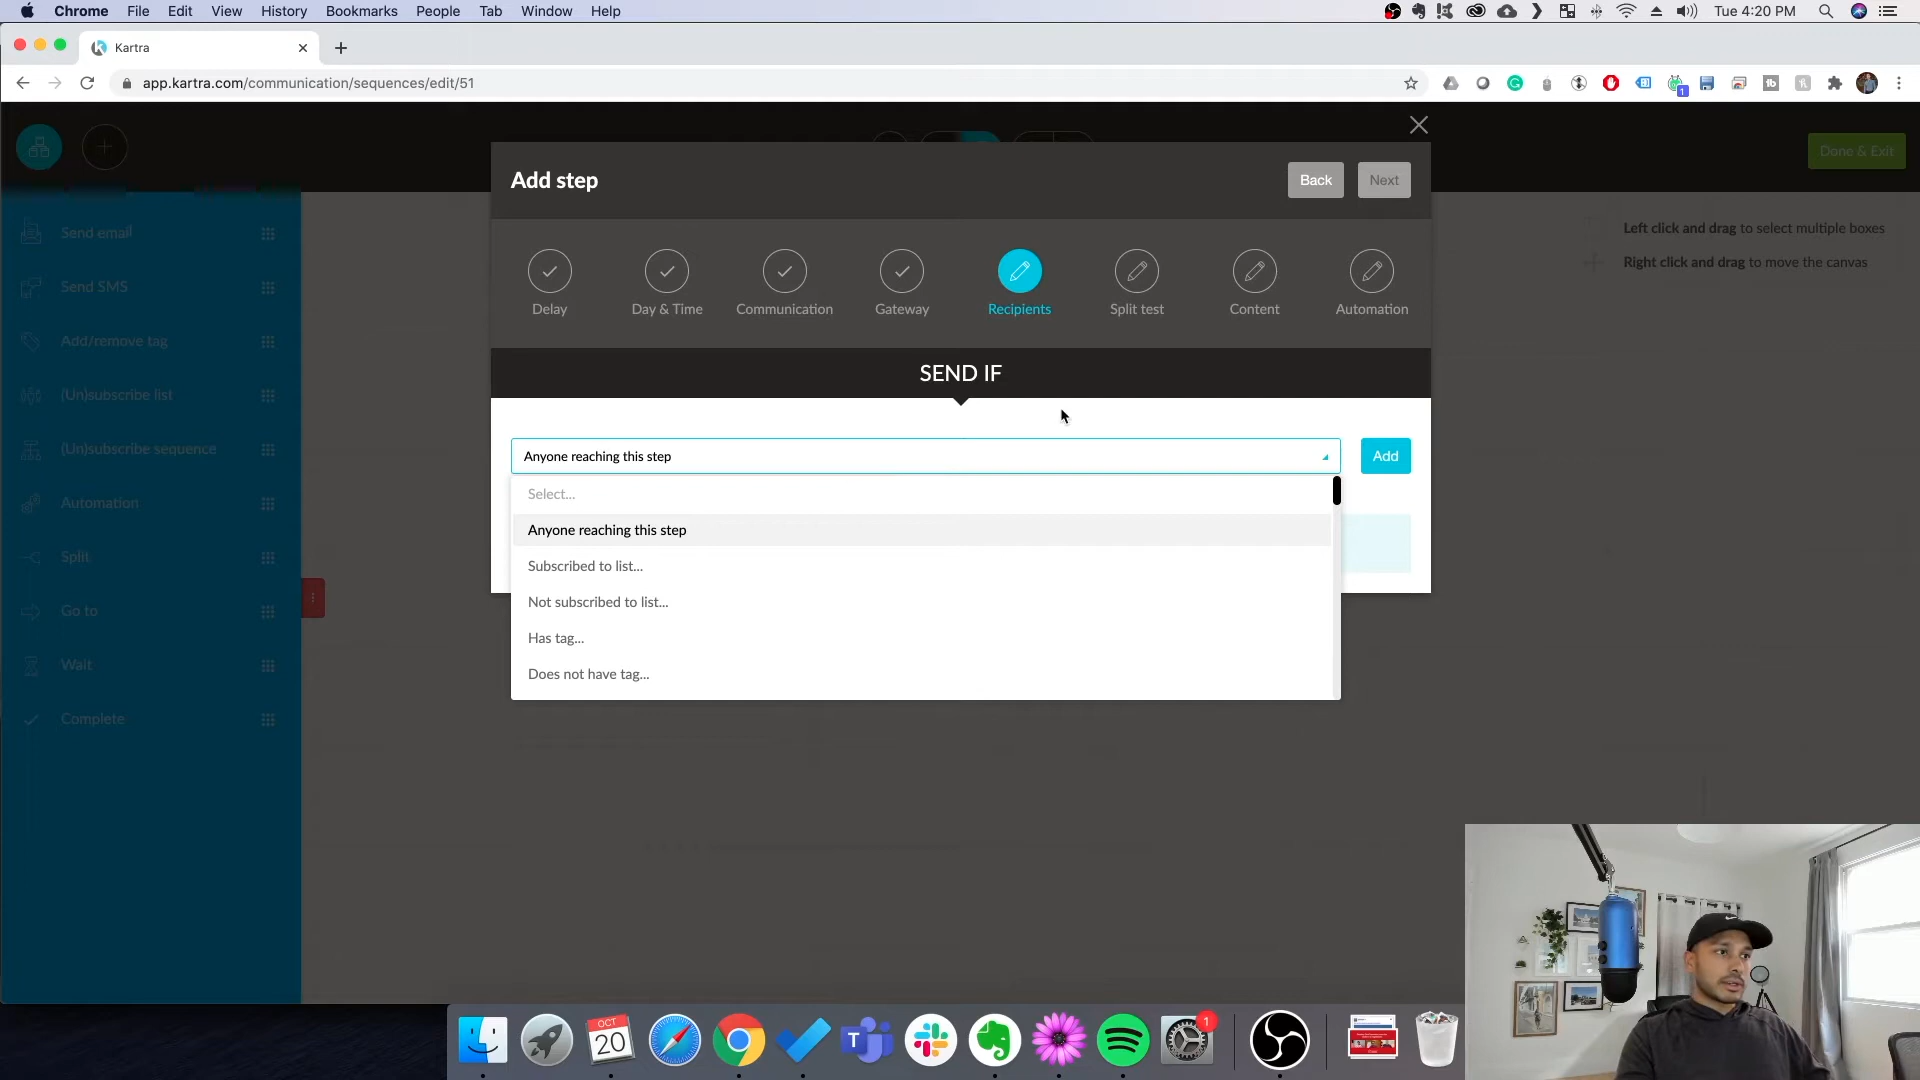 Chrome File Edit View History Bookmarks People Tab Window Help Tue 4:20 PM
Kartra
app.kartra.com/communication/sequences/edit/51
1
Done & Exit
Add step
Back
Next
Send email
Send SMS
Add/remove tag
(Un)subscribe list
(Un)subscribe sequence
Automation
Split
Go to
Wait
Complete
Left click and drag to select multiple boxes
Right click and drag to move the canvas
Delay
Day & Time
Communication
Gateway
Recipients
Split test
Content
Automation
SEND IF
Anyone reaching this step
Add
Select...
Anyone reaching this step
Subscribed to list...
Not subscribed to list...
Has tag...
Does not have tag...
OCT
20
T
1